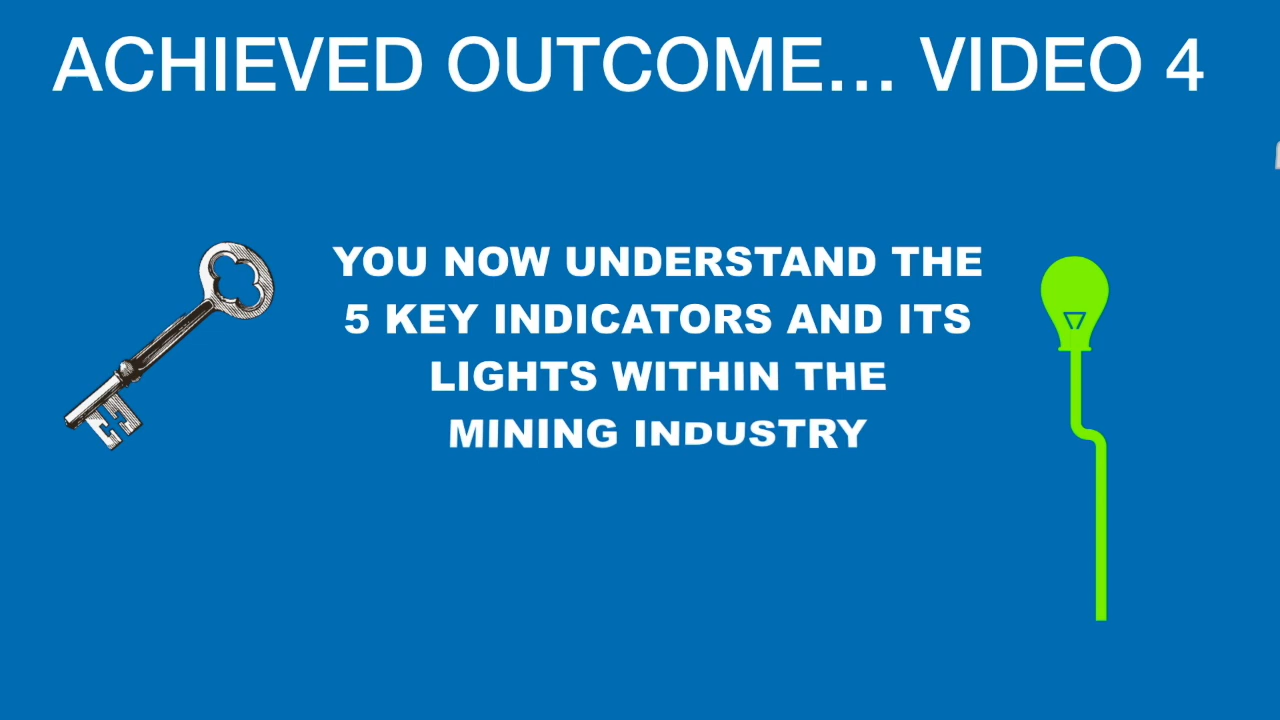 ACHIEVED OUTCOME... VIDEO 4
YOU NOW UNDERSTAND THE
5 KEY INDICATORS AND ITS
LIGHTS WITHIN THE
MINING INDUSTRY